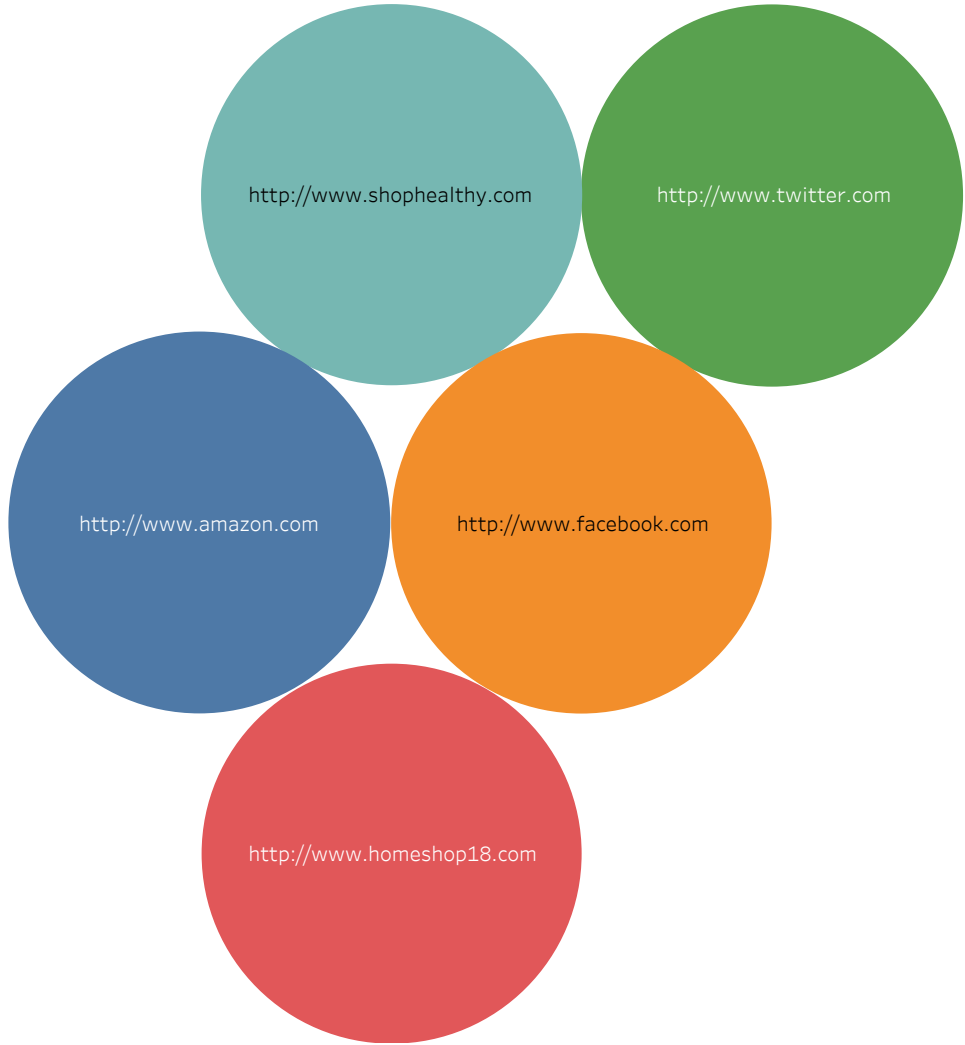 http://www.shophealthy.com
http://www.twitter.com
http://www.amazon.com
http://www.facebook.com
http://www.homeshop18.com